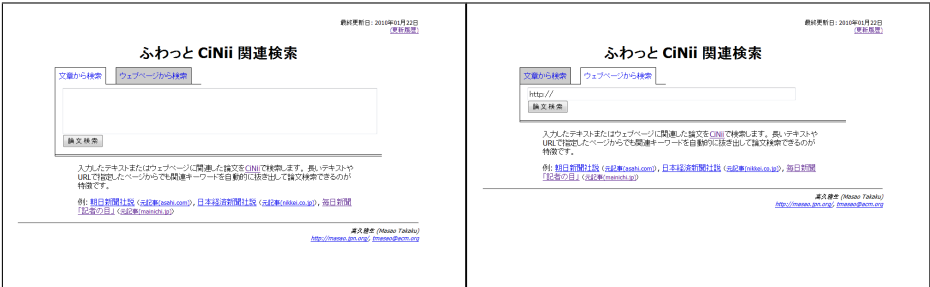 最終更新日: 2010年01月22日
(更新履歴)
ふわっと CiNii 関連検索
文章から検索
ウェブページから検索
論文検索
入力したテキストまたはウェブページに関連した論文をCiNiiで検索します。長いテキストや
URLで指定したページからでも関連キーワードを自動的に抜き出して論文検索できるのが
特徴です。
例: 朝日新聞社説 (元記事(asahi.com)), 日本経済新聞社説 (元記事(nikkei.co.jp)), 毎日新聞
「記者の目」(元記事(mainichi.jp))
高久雅生 (Masao Takaku)
http://masao.jpn.org/, tmasao@acm.org
最終更新日: 2010年01月22日
(更新履歴)
ふわっと CiNii 関連検索
文章から検索
ウェブページから検索
http://
論文検索
入力したテキストまたはウェブページに関連した論文をCiNiiで検索します。長いテキストや
URLで指定したページからでも関連キーワードを自動的に抜き出して論文検索できるのが
特徴です。
例: 朝日新聞社説 (元記事(asahi.com)), 日本経済新聞社説 (元記事(nikkei.co.jp)), 毎日新聞
「記者の目」(元記事(mainichi.jp))
高久雅生 (Masao Takaku)
http://masao.jpn.org/, tmasao@acm.org